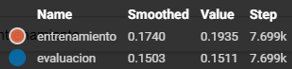 Name Smoothed Value Step
entrenamiento 0.1740 0.1935 7.699k
evaluacion 0.1503 0.1511 7.699k